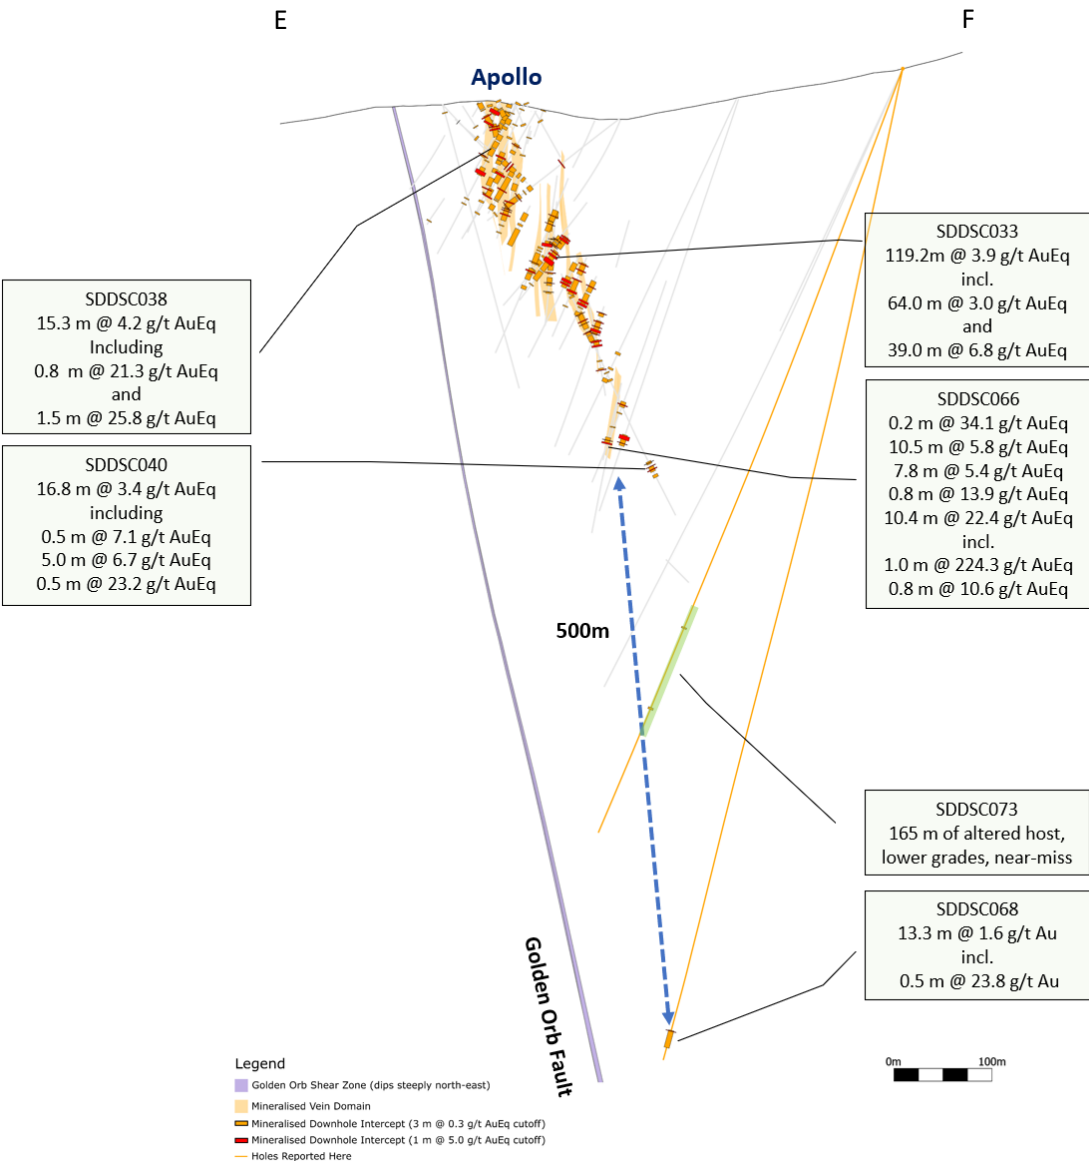 E
F
Apollo
SDDSC033
119.2m @ 3.9 g/t AuEq
incl.
64.0 m @ 3.0 g/t AuEq
and
39.0 m @ 6.8 g/t AuEq
SDDSC038
15.3 m @ 4.2 g/t AuEq
Including
0.8 m @ 21.3 g/t AuEq
and
1.5 m @ 25.8 g/t AuEq
SDDSC066
0.2 m @ 34.1 g/t AuEq
10.5 m @ 5.8 g/t AuEq
7.8 m @ 5.4 g/t AuEq
0.8 m @ 13.9 g/t AuEq
10.4 m @ 22.4 g/t AuEq
incl.
1.0 m @ 224.3 g/t AuEq
0.8 m @ 10.6 g/t AuEq
SDDSC040
16.8 m @ 3.4 g/t AuEq
including
0.5 m @ 7.1 g/t AuEq
5.0 m @ 6.7 g/t AuEq
0.5 m @ 23.2 g/t AuEq
500m
SDDSC073
165 m of altered host,
lower grades, near-miss
SDDSC068
13.3 m @ 1.6 g/t Au
incl.
0.5 m @ 23.8 g/t Au
Golden Orb Fault
0m 100m
Legend
Golden Orb Shear Zone (dips steeply north-east)
Mineralised Vein Domain
Mineralised Downhole Intercept (3 m @ 0.3 g/t AuEq cutoff)
Mineralised Downhole Intercept (1 m @ 5.0 g/t AuEq cutoff)
Holes Reported Here